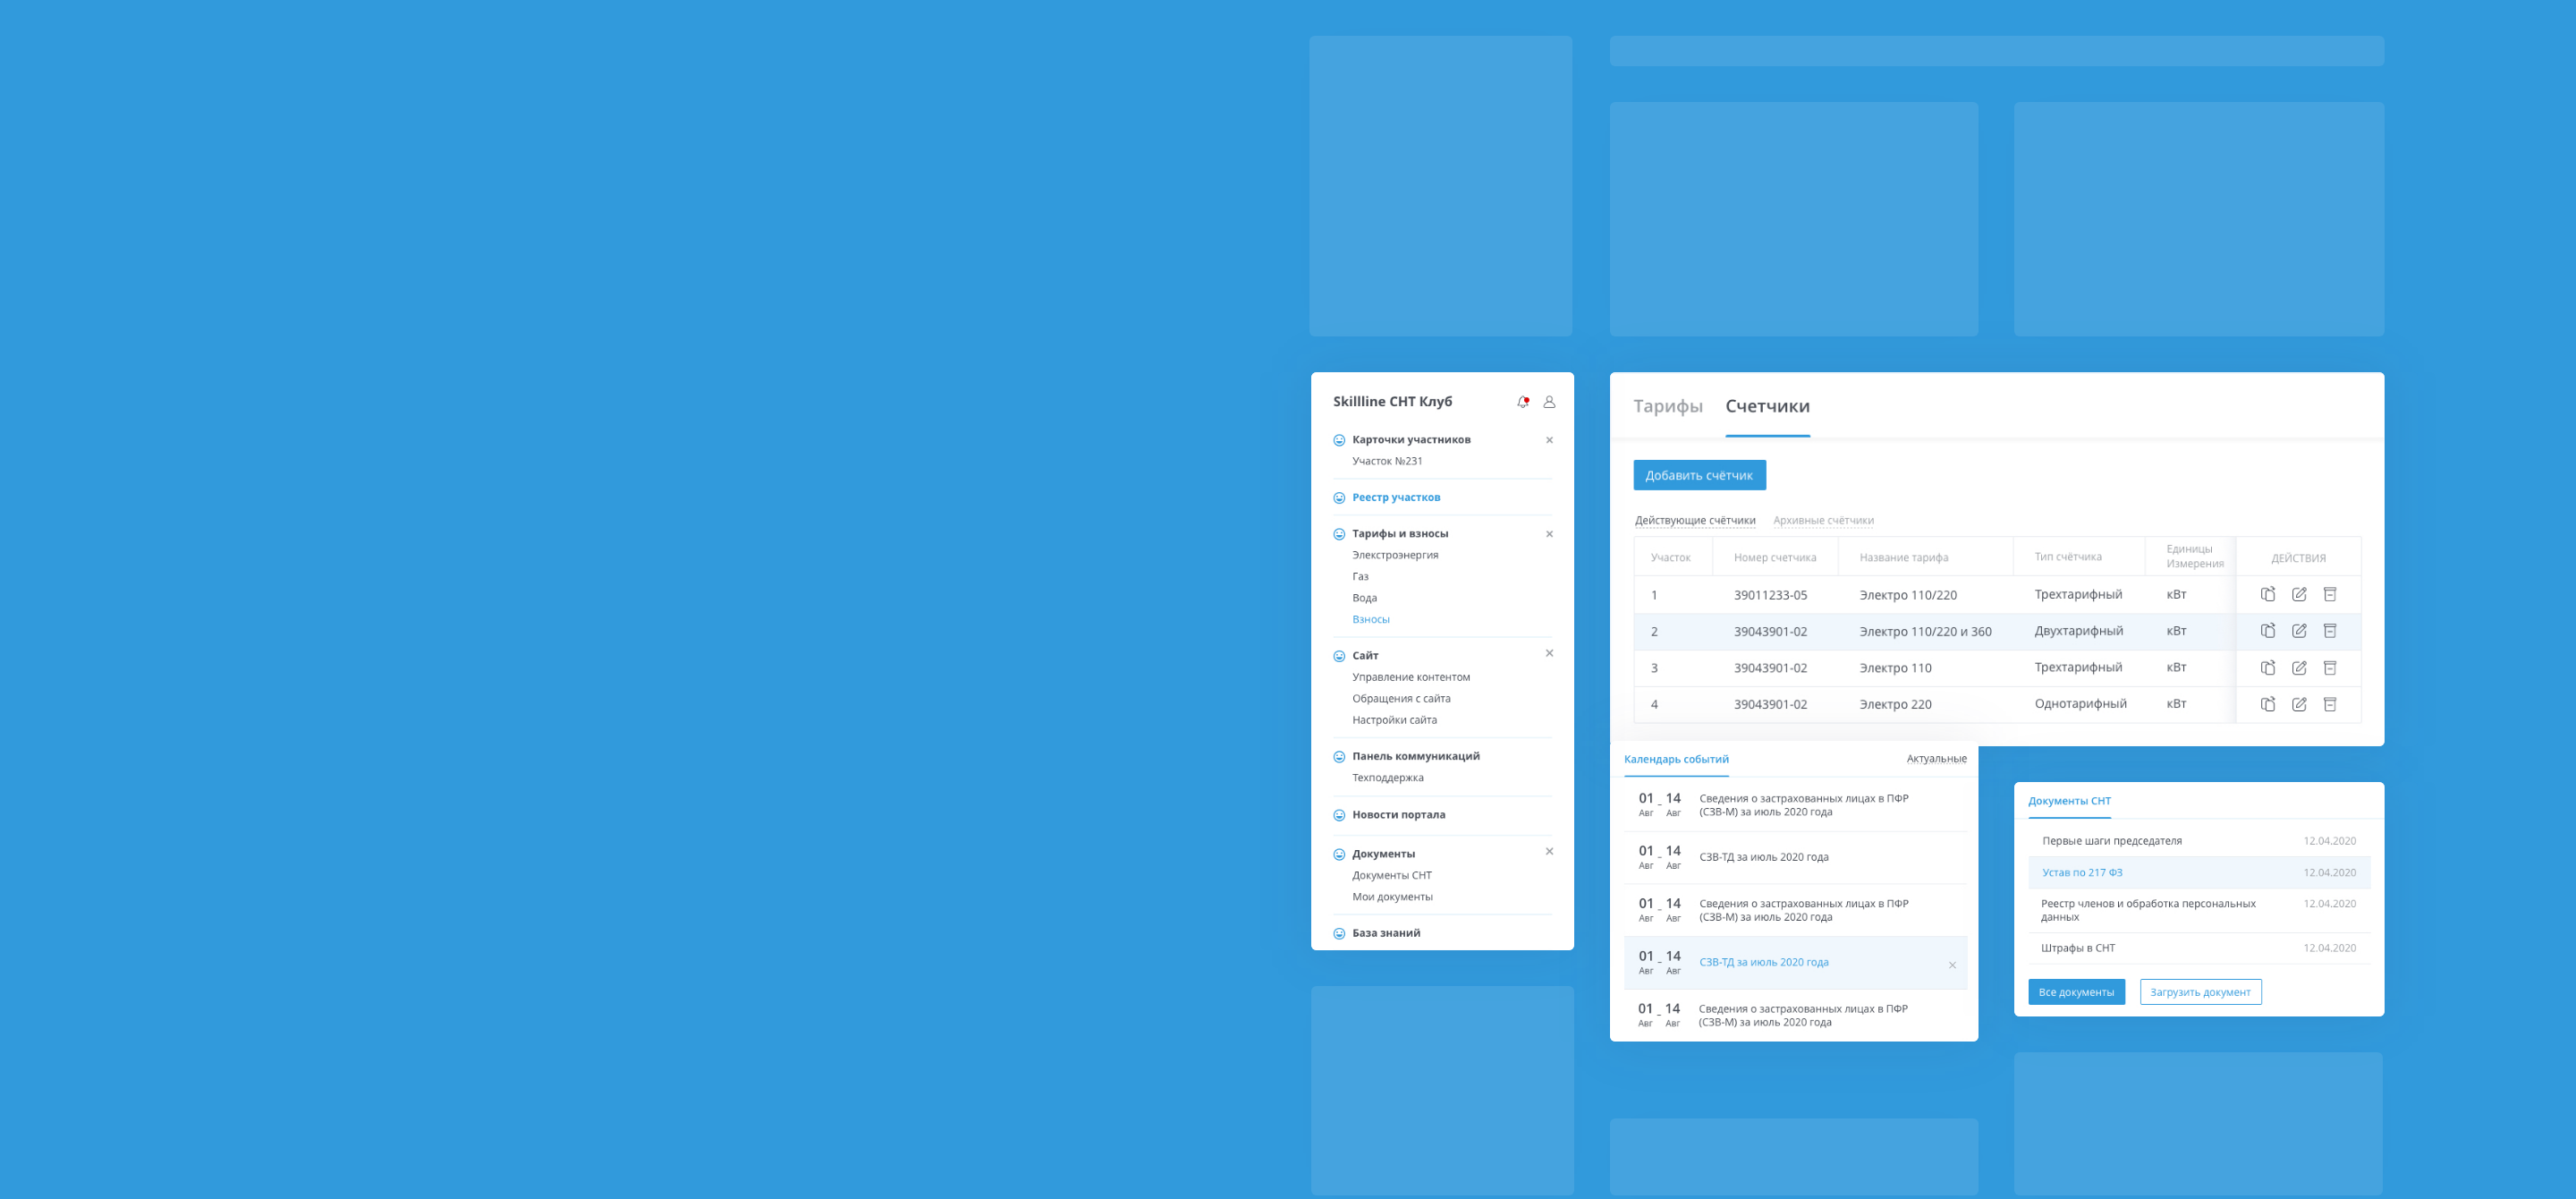 Skillline СНТ Клуб
Карточки участников
Участок №231
Реестр участков
Тарифы и взносы
Элекстроэнергия
Газ
Вода
Взносы
Сайт
Управление контентом
Обращения с сайта
Настройки сайта
Панель коммуникаций
Техподдержка
Новости портала
Документы
Документы СНТ
Мои документы
База знаний
Тарифы Счетчики
Добавить счётчик
Действующие счётчики Архивные счётчики
Участок Номер счетчика Название тарифа Тип счётчика Единицы Измерения ДЕЙСТВИЯ
1 39011233-05 Электро 110/220 Трехтарифный кВт
2 39043901-02 Электро 110/220 и 360 Двухтарифный кВт
3 39043901-02 Электро 110 Трехтарифный кВт
4 39043901-02 Электро 220 Однотарифный кВт
Календарь событий Актуальные
01 - 14 Сведения о застрахованных лицах в ПФР
Авг Авг (СЗВ-М) за июль 2020 года
01 - 14 СЗВ-ТД за июль 2020 года
Авг Авг
01 - 14 Сведения о застрахованных лицах в ПФР
Авг Авг (СЗВ-М) за июль 2020 года
01 - 14 СЗВ-ТД за июль 2020 года
Авг Авг
01 - 14 Сведения о застрахованных лицах в ПФР
Авг Авг (СЗВ-М) за июль 2020 года
Документы СНТ
Первые шаги председателя 12.04.2020
Устав по 217 ФЗ 12.04.2020
Реестр членов и обработка персональных 12.04.2020
данных
Штрафы в СНТ 12.04.2020
Все документы Загрузить документ